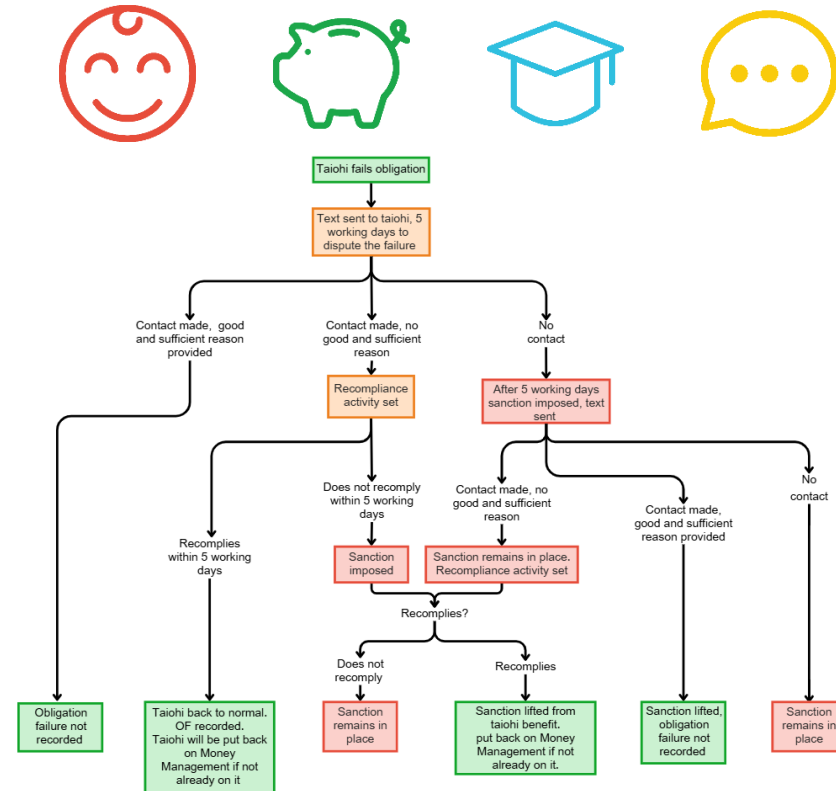 Taiohi fails obligation
Text sent to taiohi, 5
working days to
dispute the failure
Contact made, good
and sufficient reason
provided
Contact made, no
good and sufficient
reason
No
contact
Recompliance
activity set
After 5 working days
sanction imposed, text
sent
Recomplies
within 5 working
days
Does not recomply
within 5 working
days
Contact made, no
good and sufficient
reason
Contact made,
good and sufficient
reason provided
No
contact
Sanction
imposed
Sanction remains in place.
Recompliance activity set
Recomplies?
Does not
recomply
Recomplies
Obligation
failure not
recorded
Taiohi back to normal.
OF recorded.
Taiohi will be put back
on Money
Management if not
already on it
Sanction
remains in
place
Sanction lifted from
taiohi benefit.
put back on Money
Management if not
already on it.
Sanction lifted,
obligation
failure not
recorded
Sanction
remains in
place